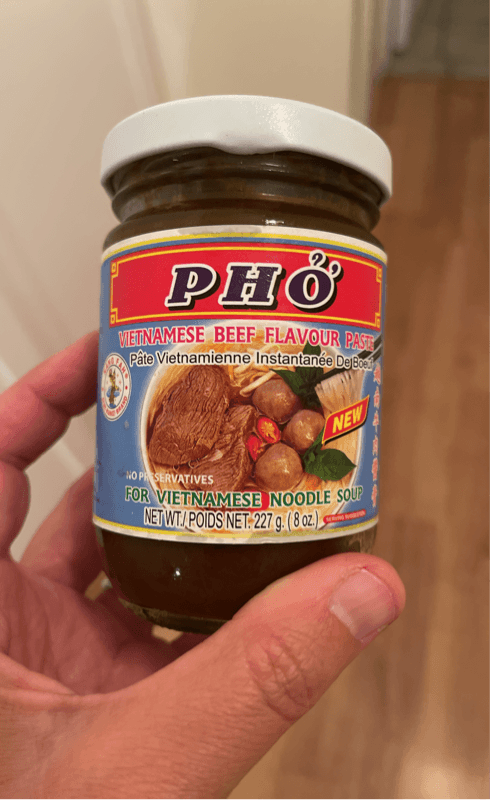 PHỞ
VIETNAMESE BEEF FLAVOUR PASTE
Pâte Vietnamienne Instantanée De Boeuf
NEW
NO PRESERVATIVES
FOR VIETNAMESE NOODLE SOUP
NET WT./ POIDS NET. 227 g. ( 8 oz.)